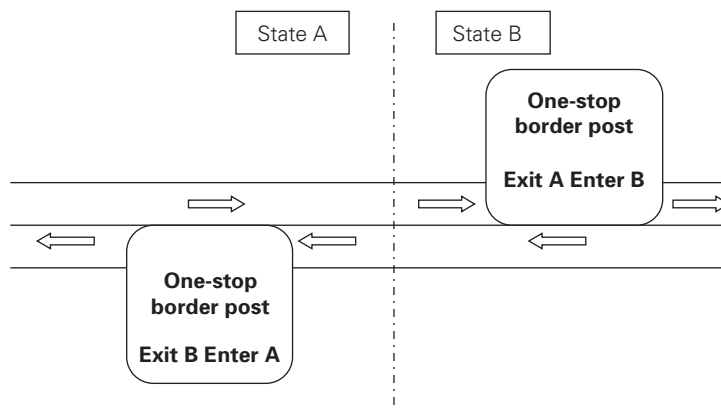 State A
State B
One-stop
border post
Exit A Enter B
One-stop
border post
Exit B Enter A